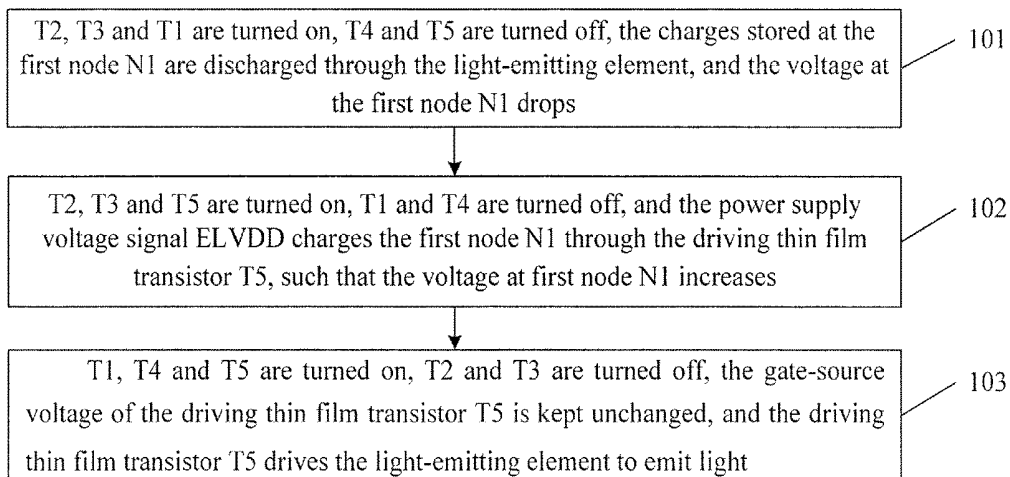 T2, T3 and T1 are turned on, T4 and T5 are turned off, the charges stored at the
first node N1 are discharged through the light-emitting element, and the voltage at
the first node N1 drops
101
T2, T3 and T5 are turned on, T1 and T4 are turned off, and the power supply
voltage signal ELVDD charges the first node N1 through the driving thin film
transistor T5, such that the voltage at first node N1 increases
102
T1, T4 and T5 are turned on, T2 and T3 are turned off, the gate-source
voltage of the driving thin film transistor T5 is kept unchanged, and the driving
thin film transistor T5 drives the light-emitting element to emit light
103